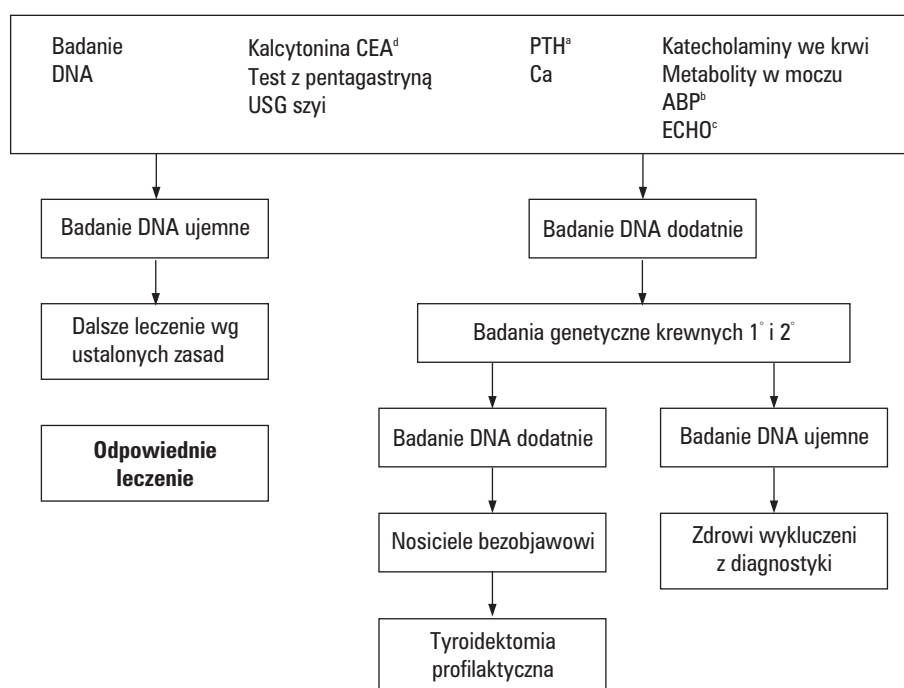 Badanie
DNA
Kalcytonina CEAᵈ
Test z pentagastryną
USG szyi
PTHᵃ
Ca
Katecholaminy we krwi
Metabolity w moczu
ABPᵇ
ECHOᶜ
Badanie DNA ujemne
Badanie DNA dodatnie
Dalsze leczenie wg
ustalonych zasad
Badania genetyczne krewnych 1° i 2°
Odpowiednie
leczenie
Badanie DNA dodatnie
Badanie DNA ujemne
Nosiciele bezobjawowi
Zdrowi wykluczeni
z diagnostyki
Tyroidektomia
profilaktyczna